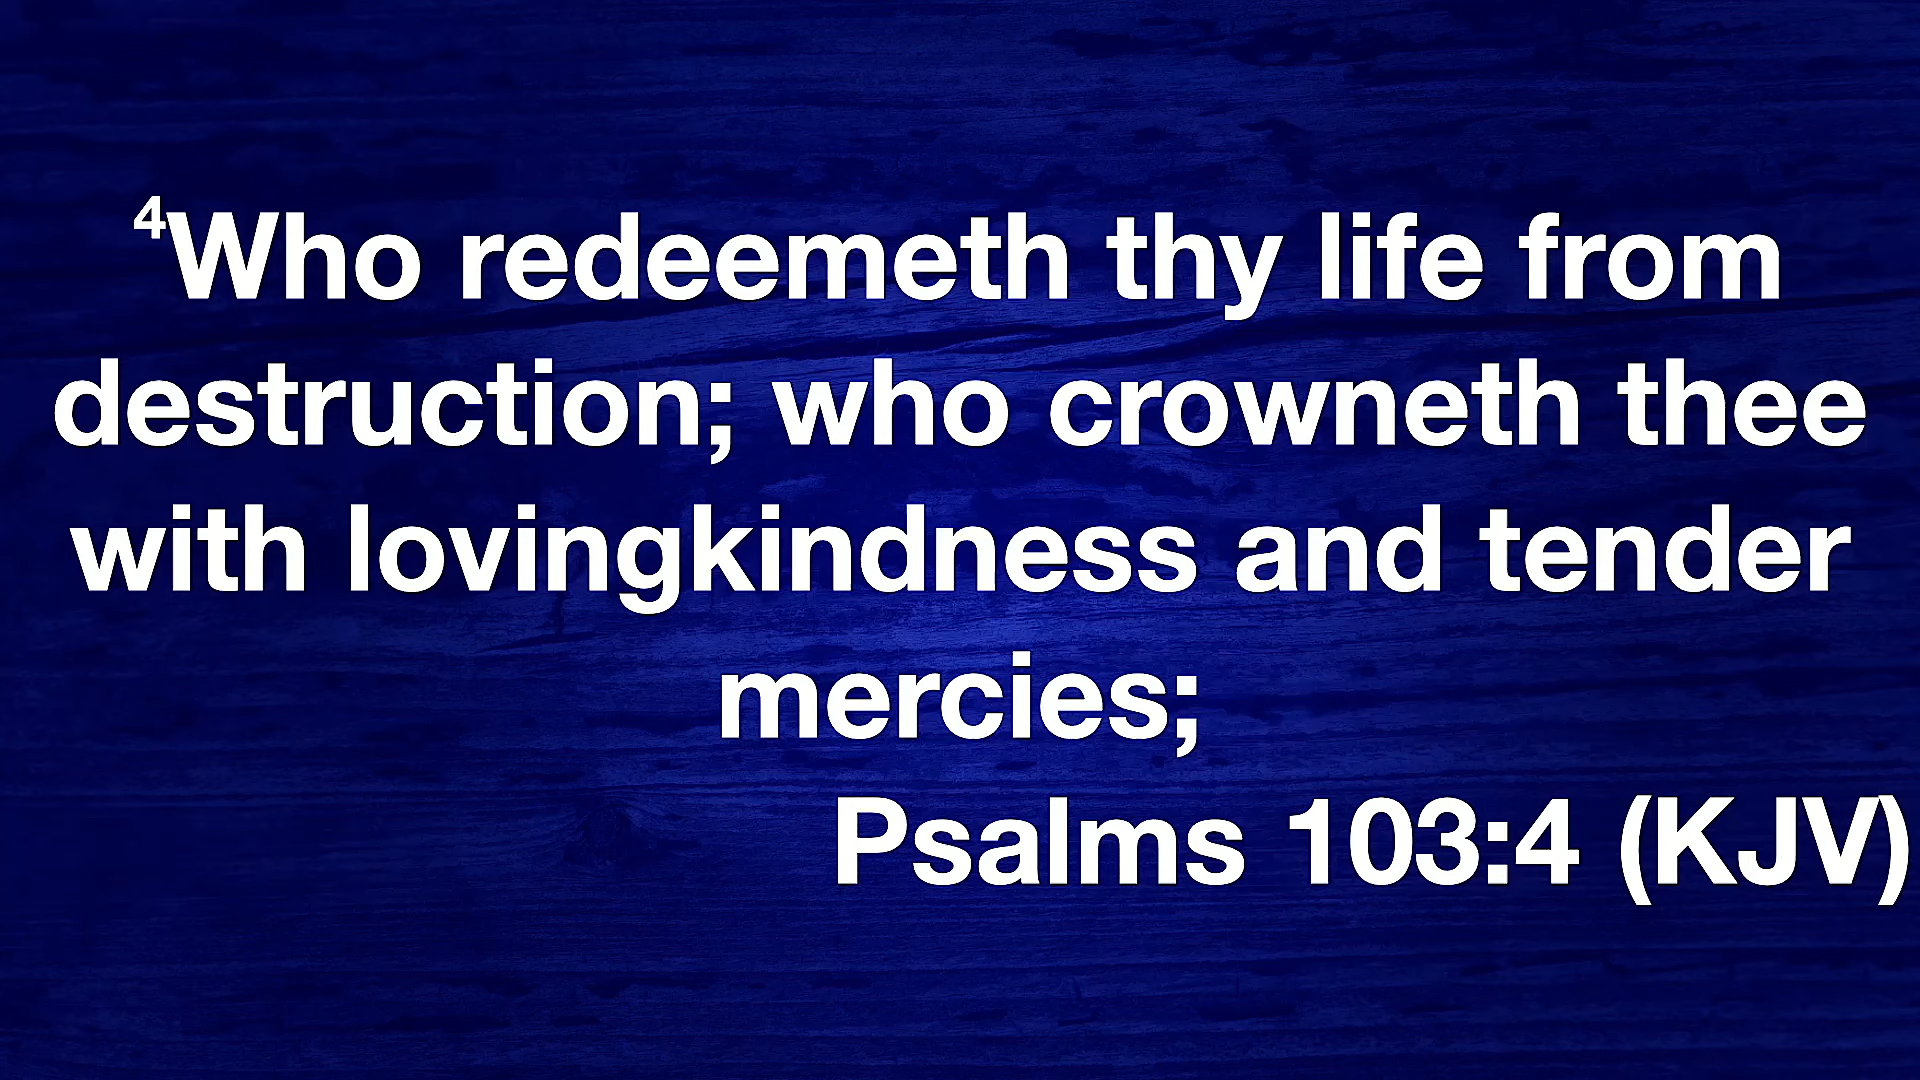 ⁴Who redeemeth thy life from
destruction; who crowneth thee
with lovingkindness and tender
mercies;
Psalms 103:4 (KJV)